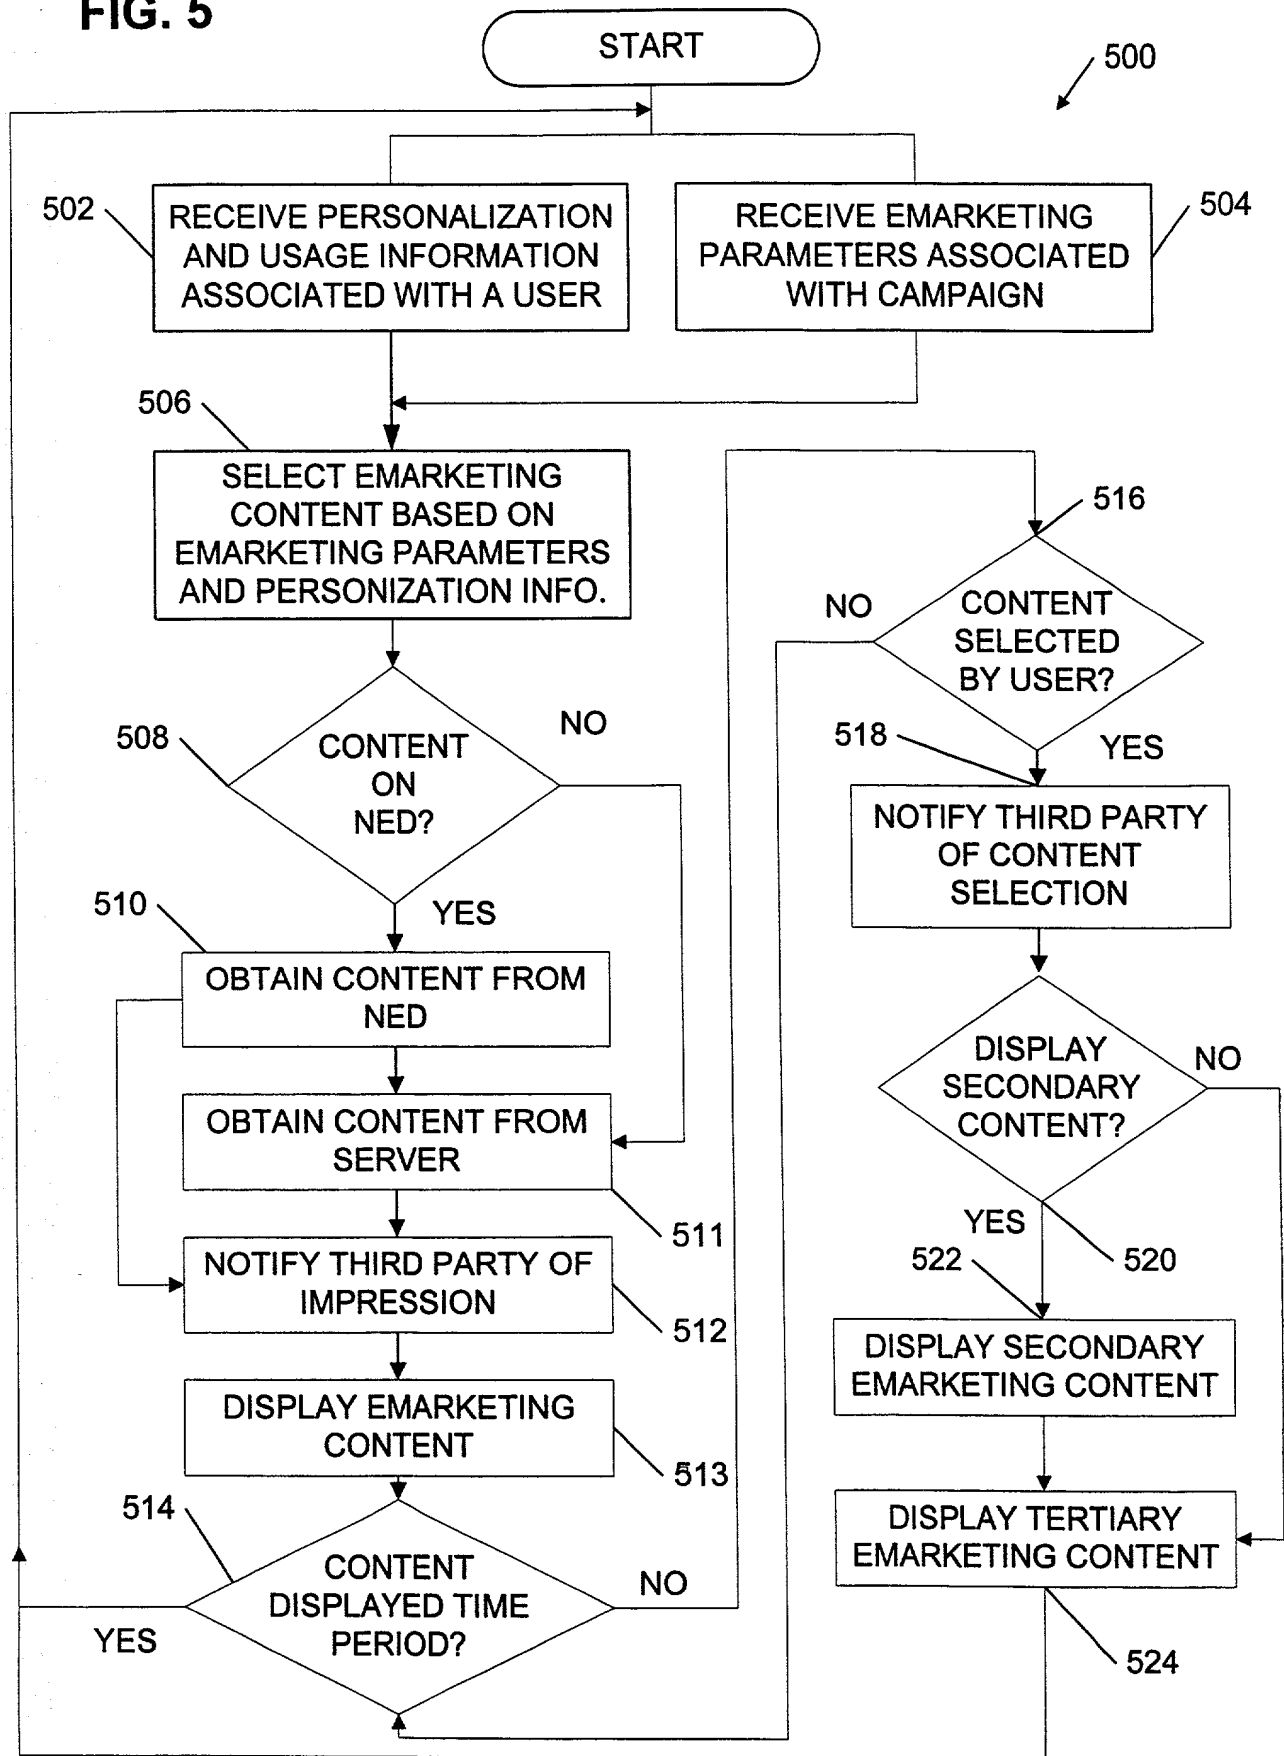 FIG. 5
START
500
502
RECEIVE PERSONALIZATION
AND USAGE INFORMATION
ASSOCIATED WITH A USER
RECEIVE EMARKETING
PARAMETERS ASSOCIATED
WITH CAMPAIGN
504
506
SELECT EMARKETING
CONTENT BASED ON
EMARKETING PARAMETERS
AND PERSONIZATION INFO.
508
CONTENT
ON
NED?
NO
YES
510
OBTAIN CONTENT FROM
NED
OBTAIN CONTENT FROM
SERVER
511
NOTIFY THIRD PARTY OF
IMPRESSION
512
DISPLAY EMARKETING
CONTENT
513
514
CONTENT
DISPLAYED TIME
PERIOD?
YES
NO
516
CONTENT
SELECTED
BY USER?
NO
YES
518
NOTIFY THIRD PARTY
OF CONTENT
SELECTION
DISPLAY
SECONDARY
CONTENT?
NO
YES
520
522
DISPLAY SECONDARY
EMARKETING CONTENT
DISPLAY TERTIARY
EMARKETING CONTENT
524